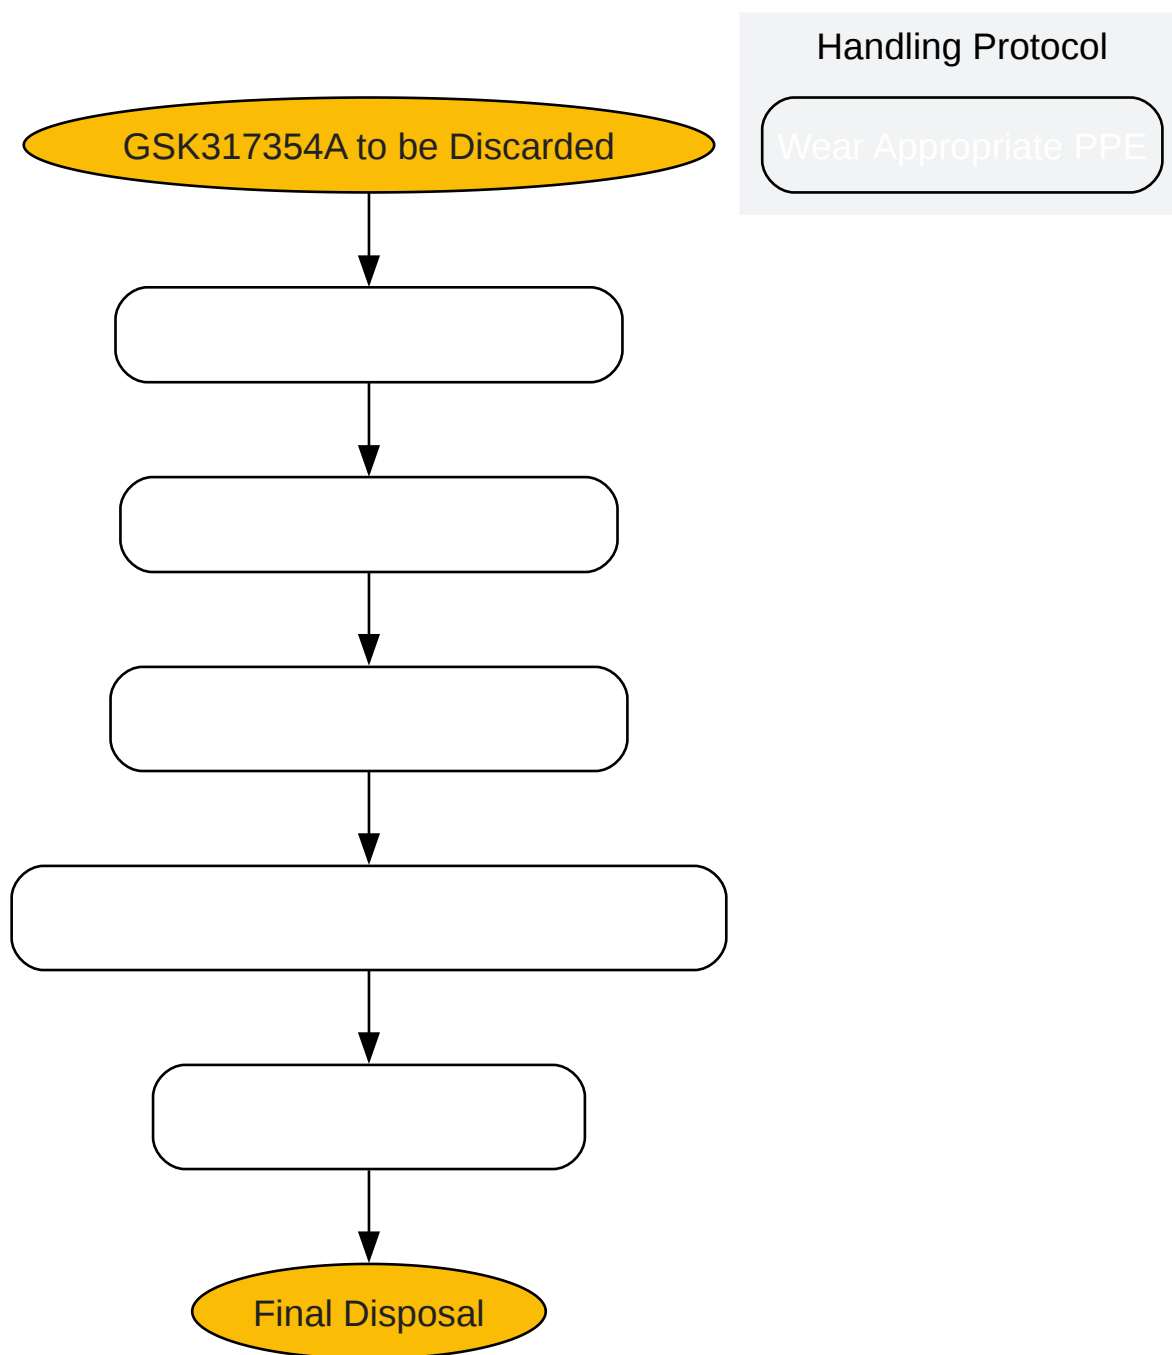 Handling Protocol
GSK317354A to be Discarded
Wear Appropriate PPE
Final Disposal